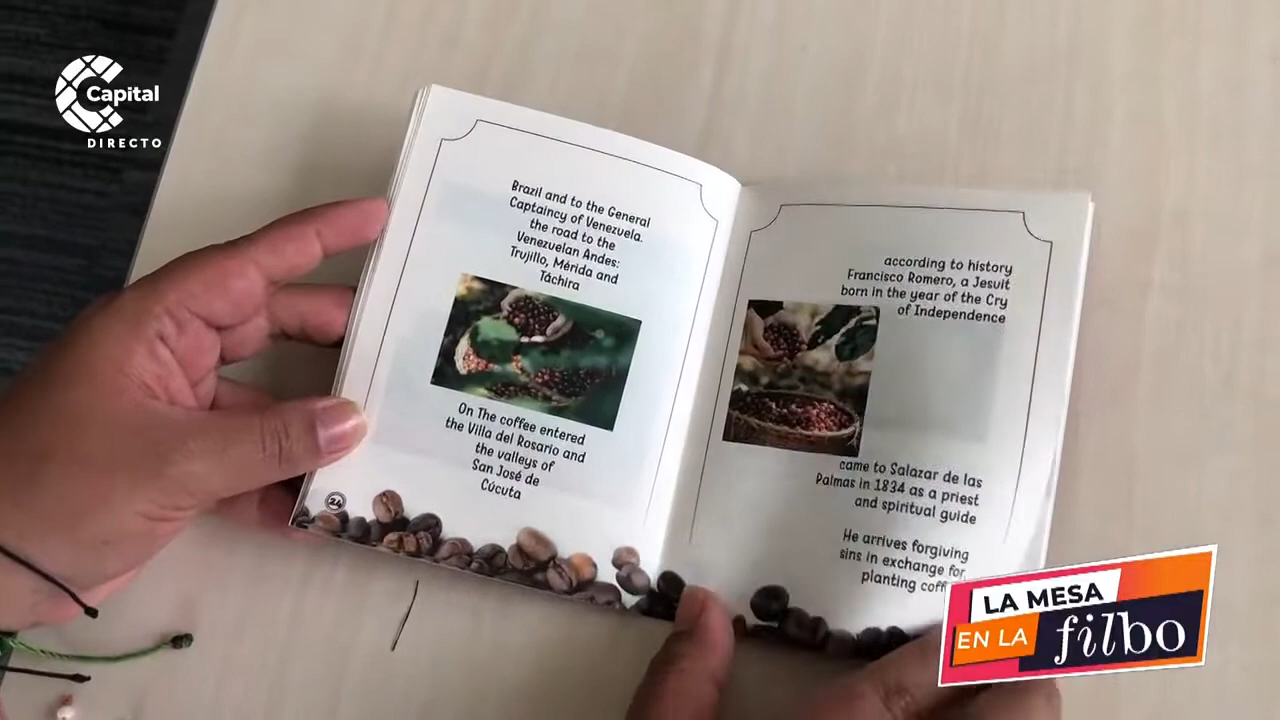 Capital
DIRECTO
Brazil and to the General
Captaincy of Venezuela.
the road to the
Venezuelan Andes:
Trujillo, Mérida and
Táchira
On The coffee entered
the Villa del Rosario and
the valleys of
San José de
Cúcuta
24
according to history
Francisco Romero, a Jesuit
born in the year of the Cry
of Independence
came to Salazar de las
Palmas in 1834 as a priest
and spiritual guide
He arrives forgiving
sins in exchange for
planting
LA MESA
EN LA filbo